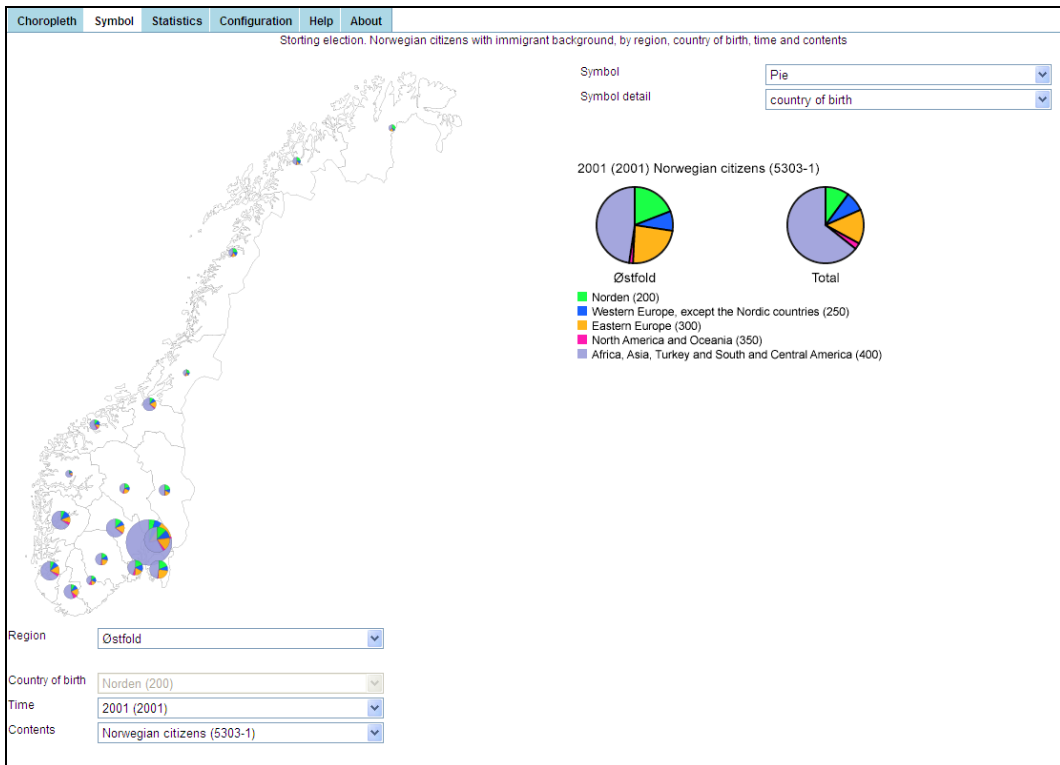 Choropleth Symbol Statistics Configuration Help About
Storting election. Norwegian citizens with immigrant background, by region, country of birth, time and contents
Symbol Pie
Symbol detail country of birth
2001 (2001) Norwegian citizens (5303-1)
Østfold Total
Norden (200)
Western Europe, except the Nordic countries (250)
Eastern Europe (300)
North America and Oceania (350)
Africa, Asia, Turkey and South and Central America (400)
Region Østfold
Country of birth Norden (200)
Time 2001 (2001)
Contents Norwegian citizens (5303-1)